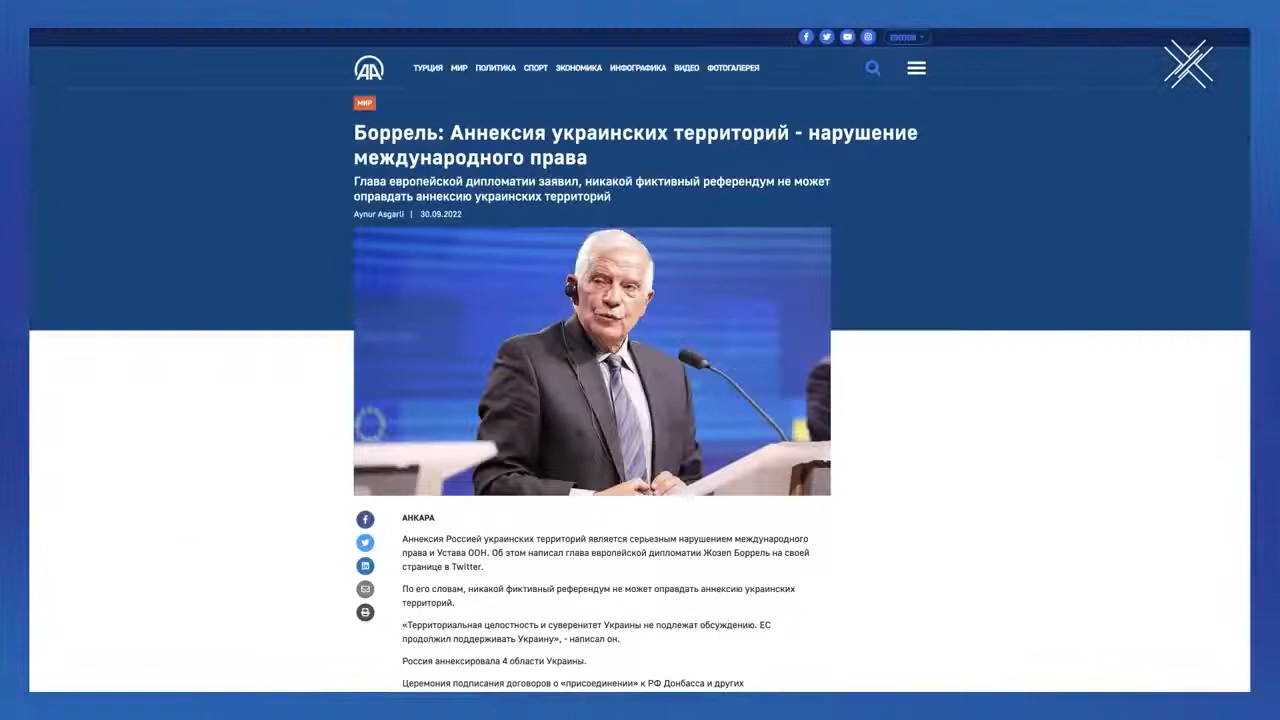 AA
ТУРЦИЯ МИР ПОЛИТИКА СПОРТ ЭКОНОМИКА ИНФОГРАФИКА ВИДЕО ФОТОГАЛЕРЕЯ
МИР
Боррель: Аннексия украинских территорий - нарушение
международного права
Глава европейской дипломатии заявил, никакой фиктивный референдум не может
оправдать аннексию украинских территорий
Aynur Asgarli | 30.09.2022
АНКАРА
Аннексия Россией украинских территорий является серьезным нарушением международного
права и Устава ООН. Об этом написал глава европейской дипломатии Жозеп Боррель на своей
странице в Twitter.
По его словам, никакой фиктивный референдум не может оправдать аннексию украинских
территорий.
«Территориальная целостность и суверенитет Украины не подлежат обсуждению. ЕС
продолжил поддерживать Украину», - написал он.
Россия аннексировала 4 области Украины.
Церемония подписания договоров о «присоединении» к РФ Донбасса и других